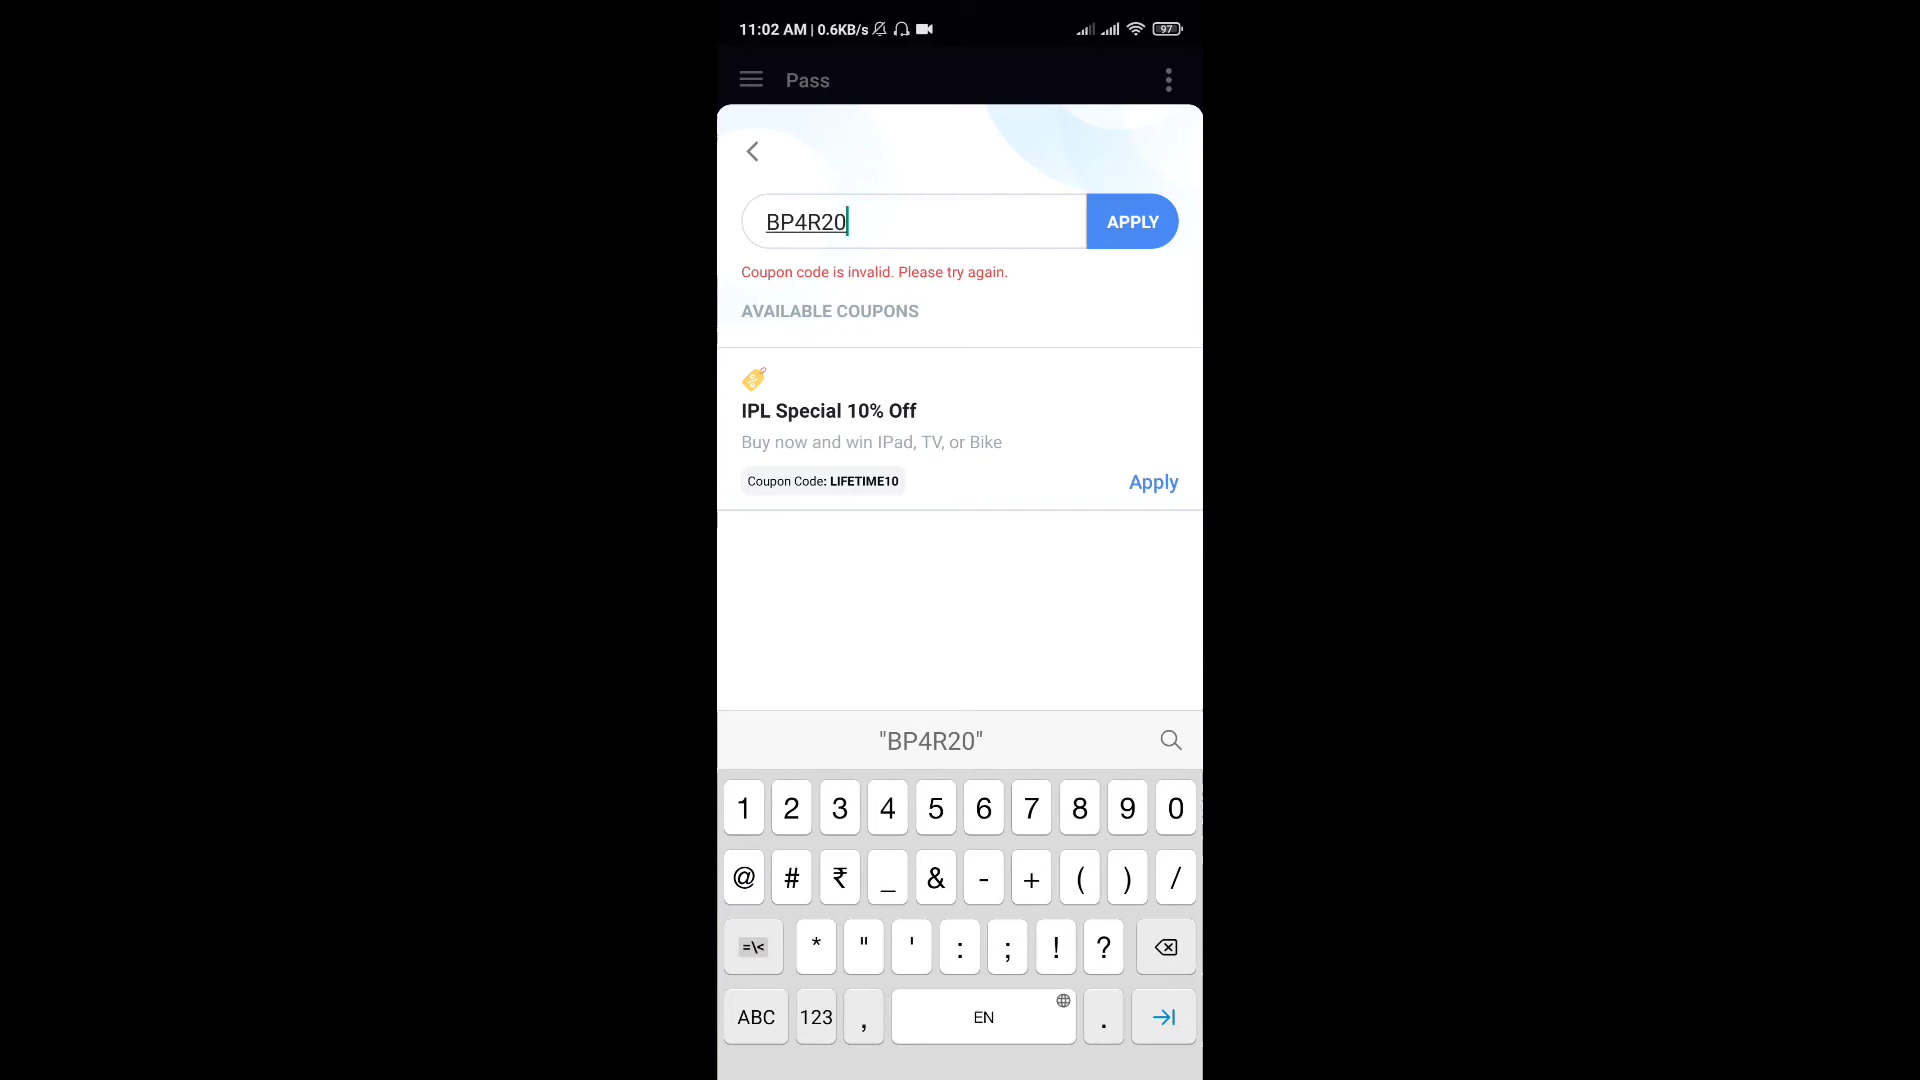 11:02 AM | 0.6KB/s 97
Pass
BP4R20 APPLY
Coupon code is invalid. Please try again.
AVAILABLE COUPONS
IPL Special 10% Off
Buy now and win IPad, TV, or Bike
Coupon Code: LIFETIME10 Apply
"BP4R20"
1 2 3 4 5 6 7 8 9 0
@ # ₹ _ & - + ( ) /
=\< * " ' : ; ! ?
ABC 123 , EN .